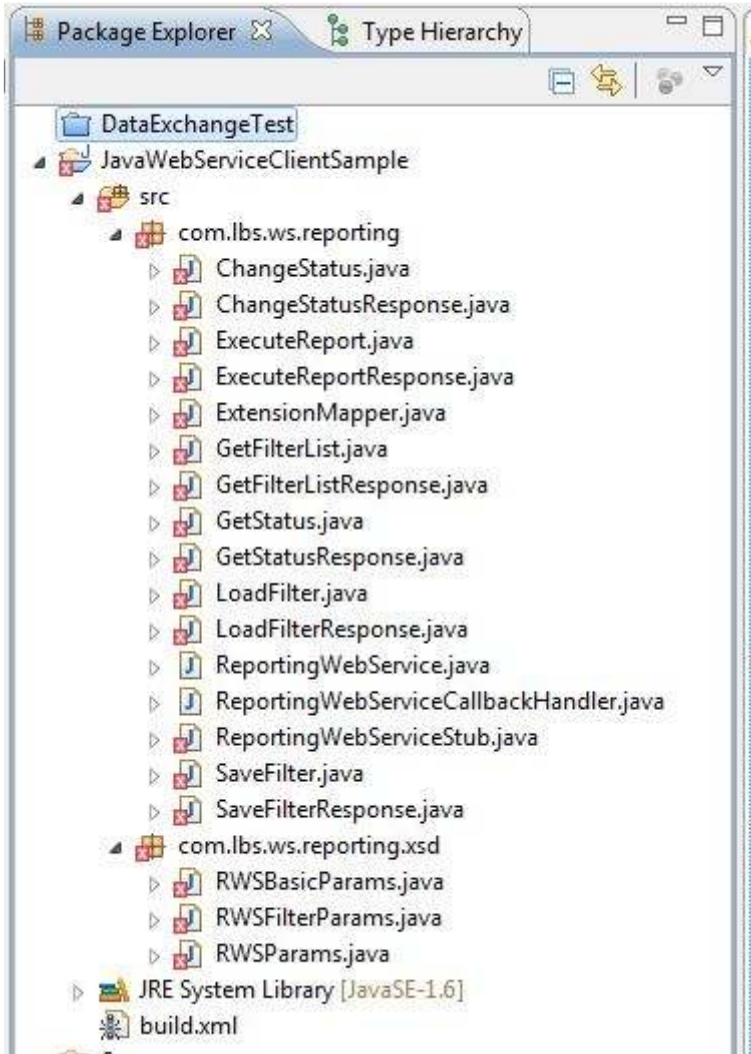 Package Explorer Type Hierarchy
DataExchangeTest
JavaWebServiceClientSample
src
com.lbs.ws.reporting
ChangeStatus.java
ChangeStatusResponse.java
ExecuteReport.java
ExecuteReportResponse.java
ExtensionMapper.java
GetFilterList.java
GetFilterListResponse.java
GetStatus.java
GetStatusResponse.java
LoadFilter.java
LoadFilterResponse.java
ReportingWebService.java
ReportingWebServiceCallbackHandler.java
ReportingWebServiceStub.java
SaveFilter.java
SaveFilterResponse.java
com.lbs.ws.reporting.xsd
RWSBasicParams.java
RWSFilterParams.java
RWSParams.java
JRE System Library [JavaSE-1.6]
build.xml